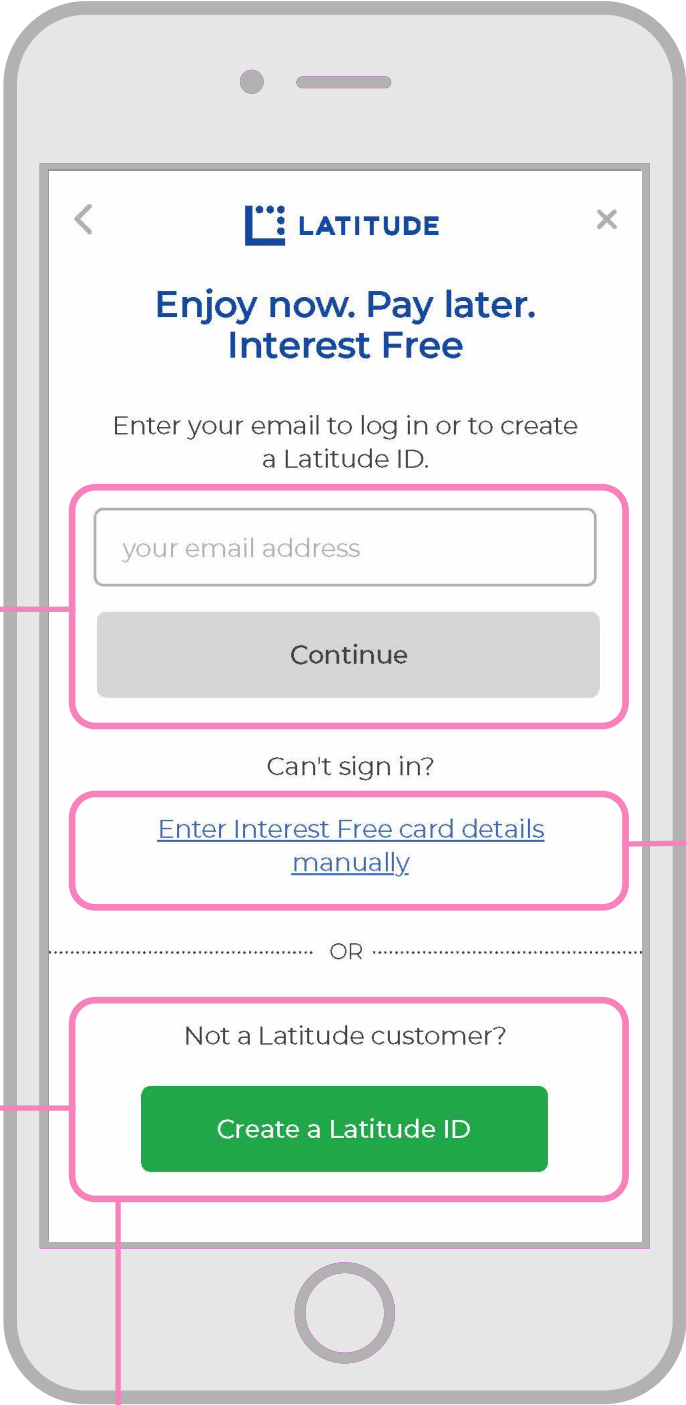 LATITUDE
Enjoy now. Pay later.
Interest Free
Enter your email to log in or to create
a Latitude ID.
your email address
Continue
Can't sign in?
Enter Interest Free card details
manually
OR
Not a Latitude customer?
Create a Latitude ID